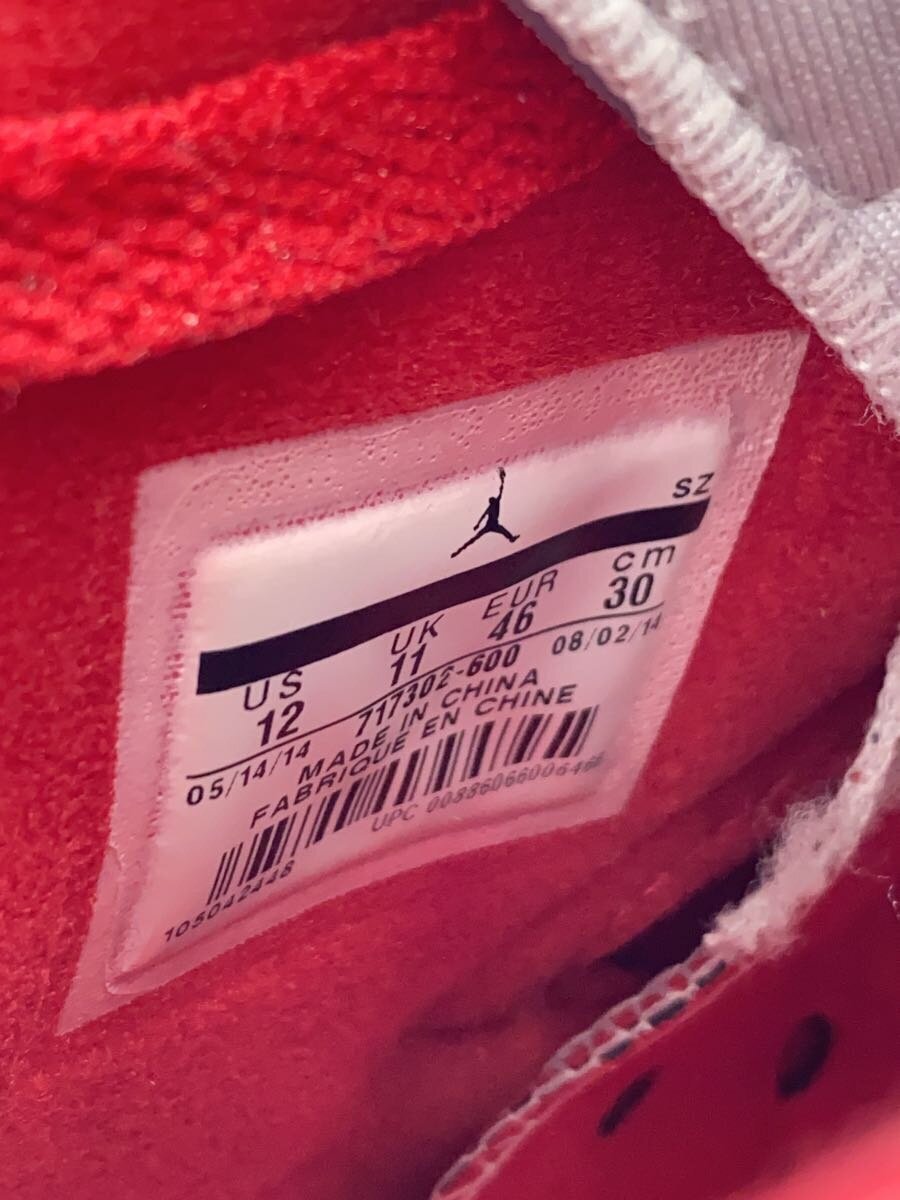 SZ
US UK EUR cm
12 11 46 30
05/14/14 717302-600 08/02/14
MADE IN CHINA
FABRIQUE EN CHINE
UPC
105042448